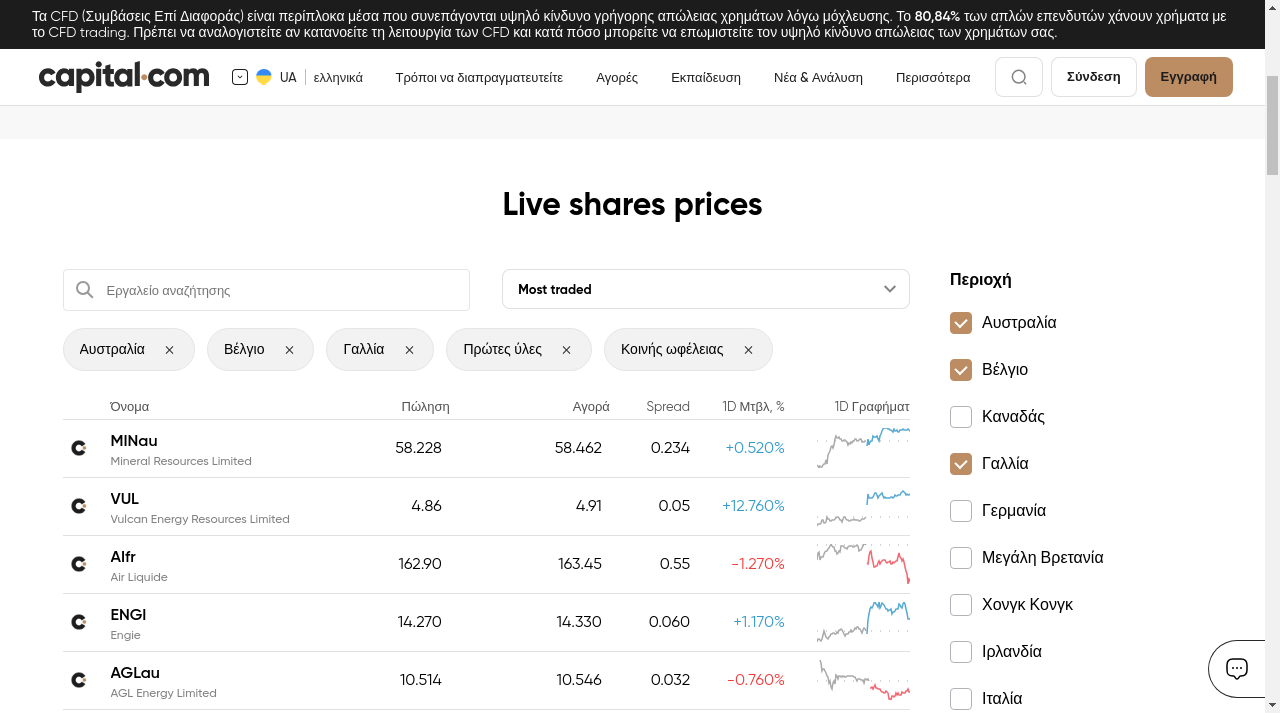 Τα CFD (Συμβάσεις Επί Διαφοράς) είναι περίπλοκα μέσα που συνεπάγονται υψηλό κίνδυνο γρήγορης απώλειας χρημάτων λόγω μόχλευσης. Το 80,84% των απλών επενδυτών χάνουν χρήματα με
το CFD trading. Πρέπει να αναλογιστείτε αν κατανοείτε τη λειτουργία των CFD και κατά πόσο μπορείτε να επωμιστείτε τον υψηλό κίνδυνο απώλειας των χρημάτων σας.
capital.com UA ελληνικά Τρόποι να διαπραγματευτείτε Αγορές Εκπαίδευση Νέα & Ανάλυση Περισσότερα Σύνδεση Εγγραφή
Live shares prices
Εργαλείο αναζήτησης
Most traded
Αυστραλία Βέλγιο Γαλλία Πρώτες ύλες Κοινής ωφέλειας
Όνομα Πώληση Αγορά Spread 1D Μτβλ, % 1D Γραφήματ
MINau 58.228 58.462 0.234 +0.520%
Mineral Resources Limited
VUL 4.86 4.91 0.05 +12.760%
Vulcan Energy Resources Limited
AIfr 162.90 163.45 0.55 -1.270%
Air Liquide
ENGI 14.270 14.330 0.060 +1.170%
Engie
AGLau 10.514 10.546 0.032 -0.760%
AGL Energy Limited
Περιοχή
Αυστραλία
Βέλγιο
Καναδάς
Γαλλία
Γερμανία
Μεγάλη Βρετανία
Χονγκ Κονγκ
Ιρλανδία
Ιταλία